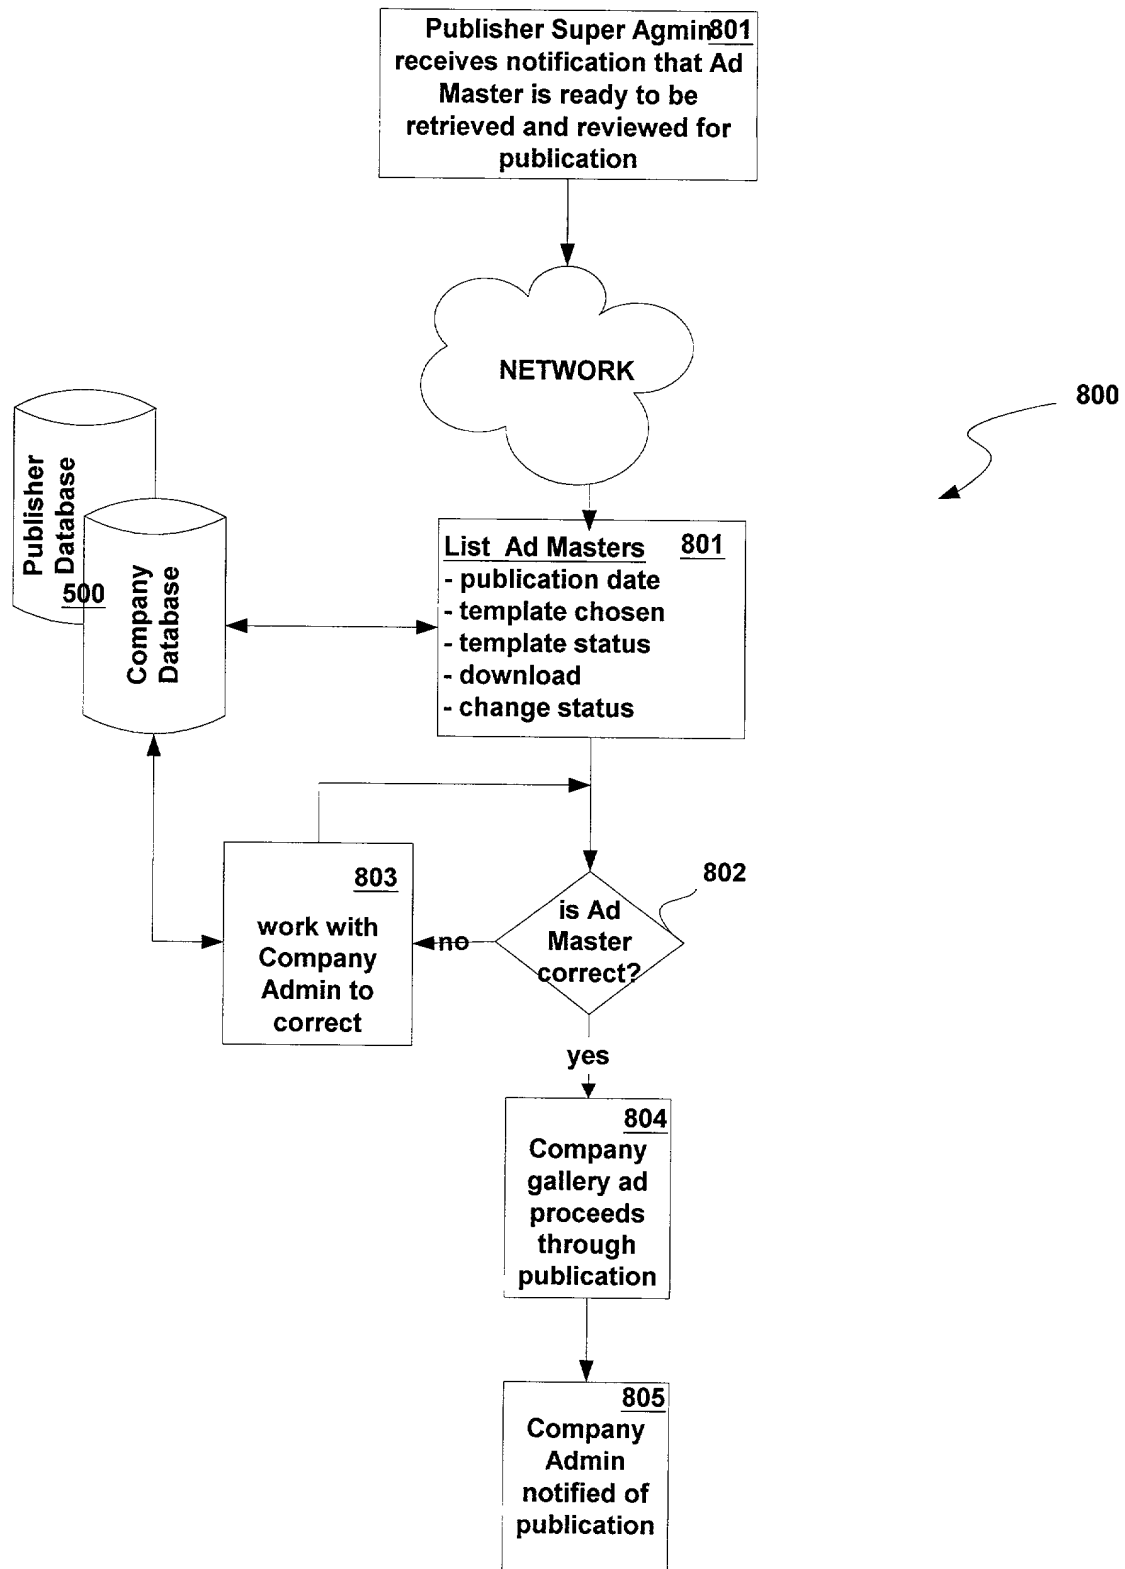 Publisher Super Agmin 801
receives notification that Ad
Master is ready to be
retrieved and reviewed for
publication
NETWORK
800
Publisher
Database
500
Company
Database
List Ad Masters 801
- publication date
- template chosen
- template status
- download
- change status
803
work with
Company
Admin to
correct
no
802
is Ad
Master
correct?
yes
804
Company
gallery ad
proceeds
through
publication
805
Company
Admin
notified of
publication